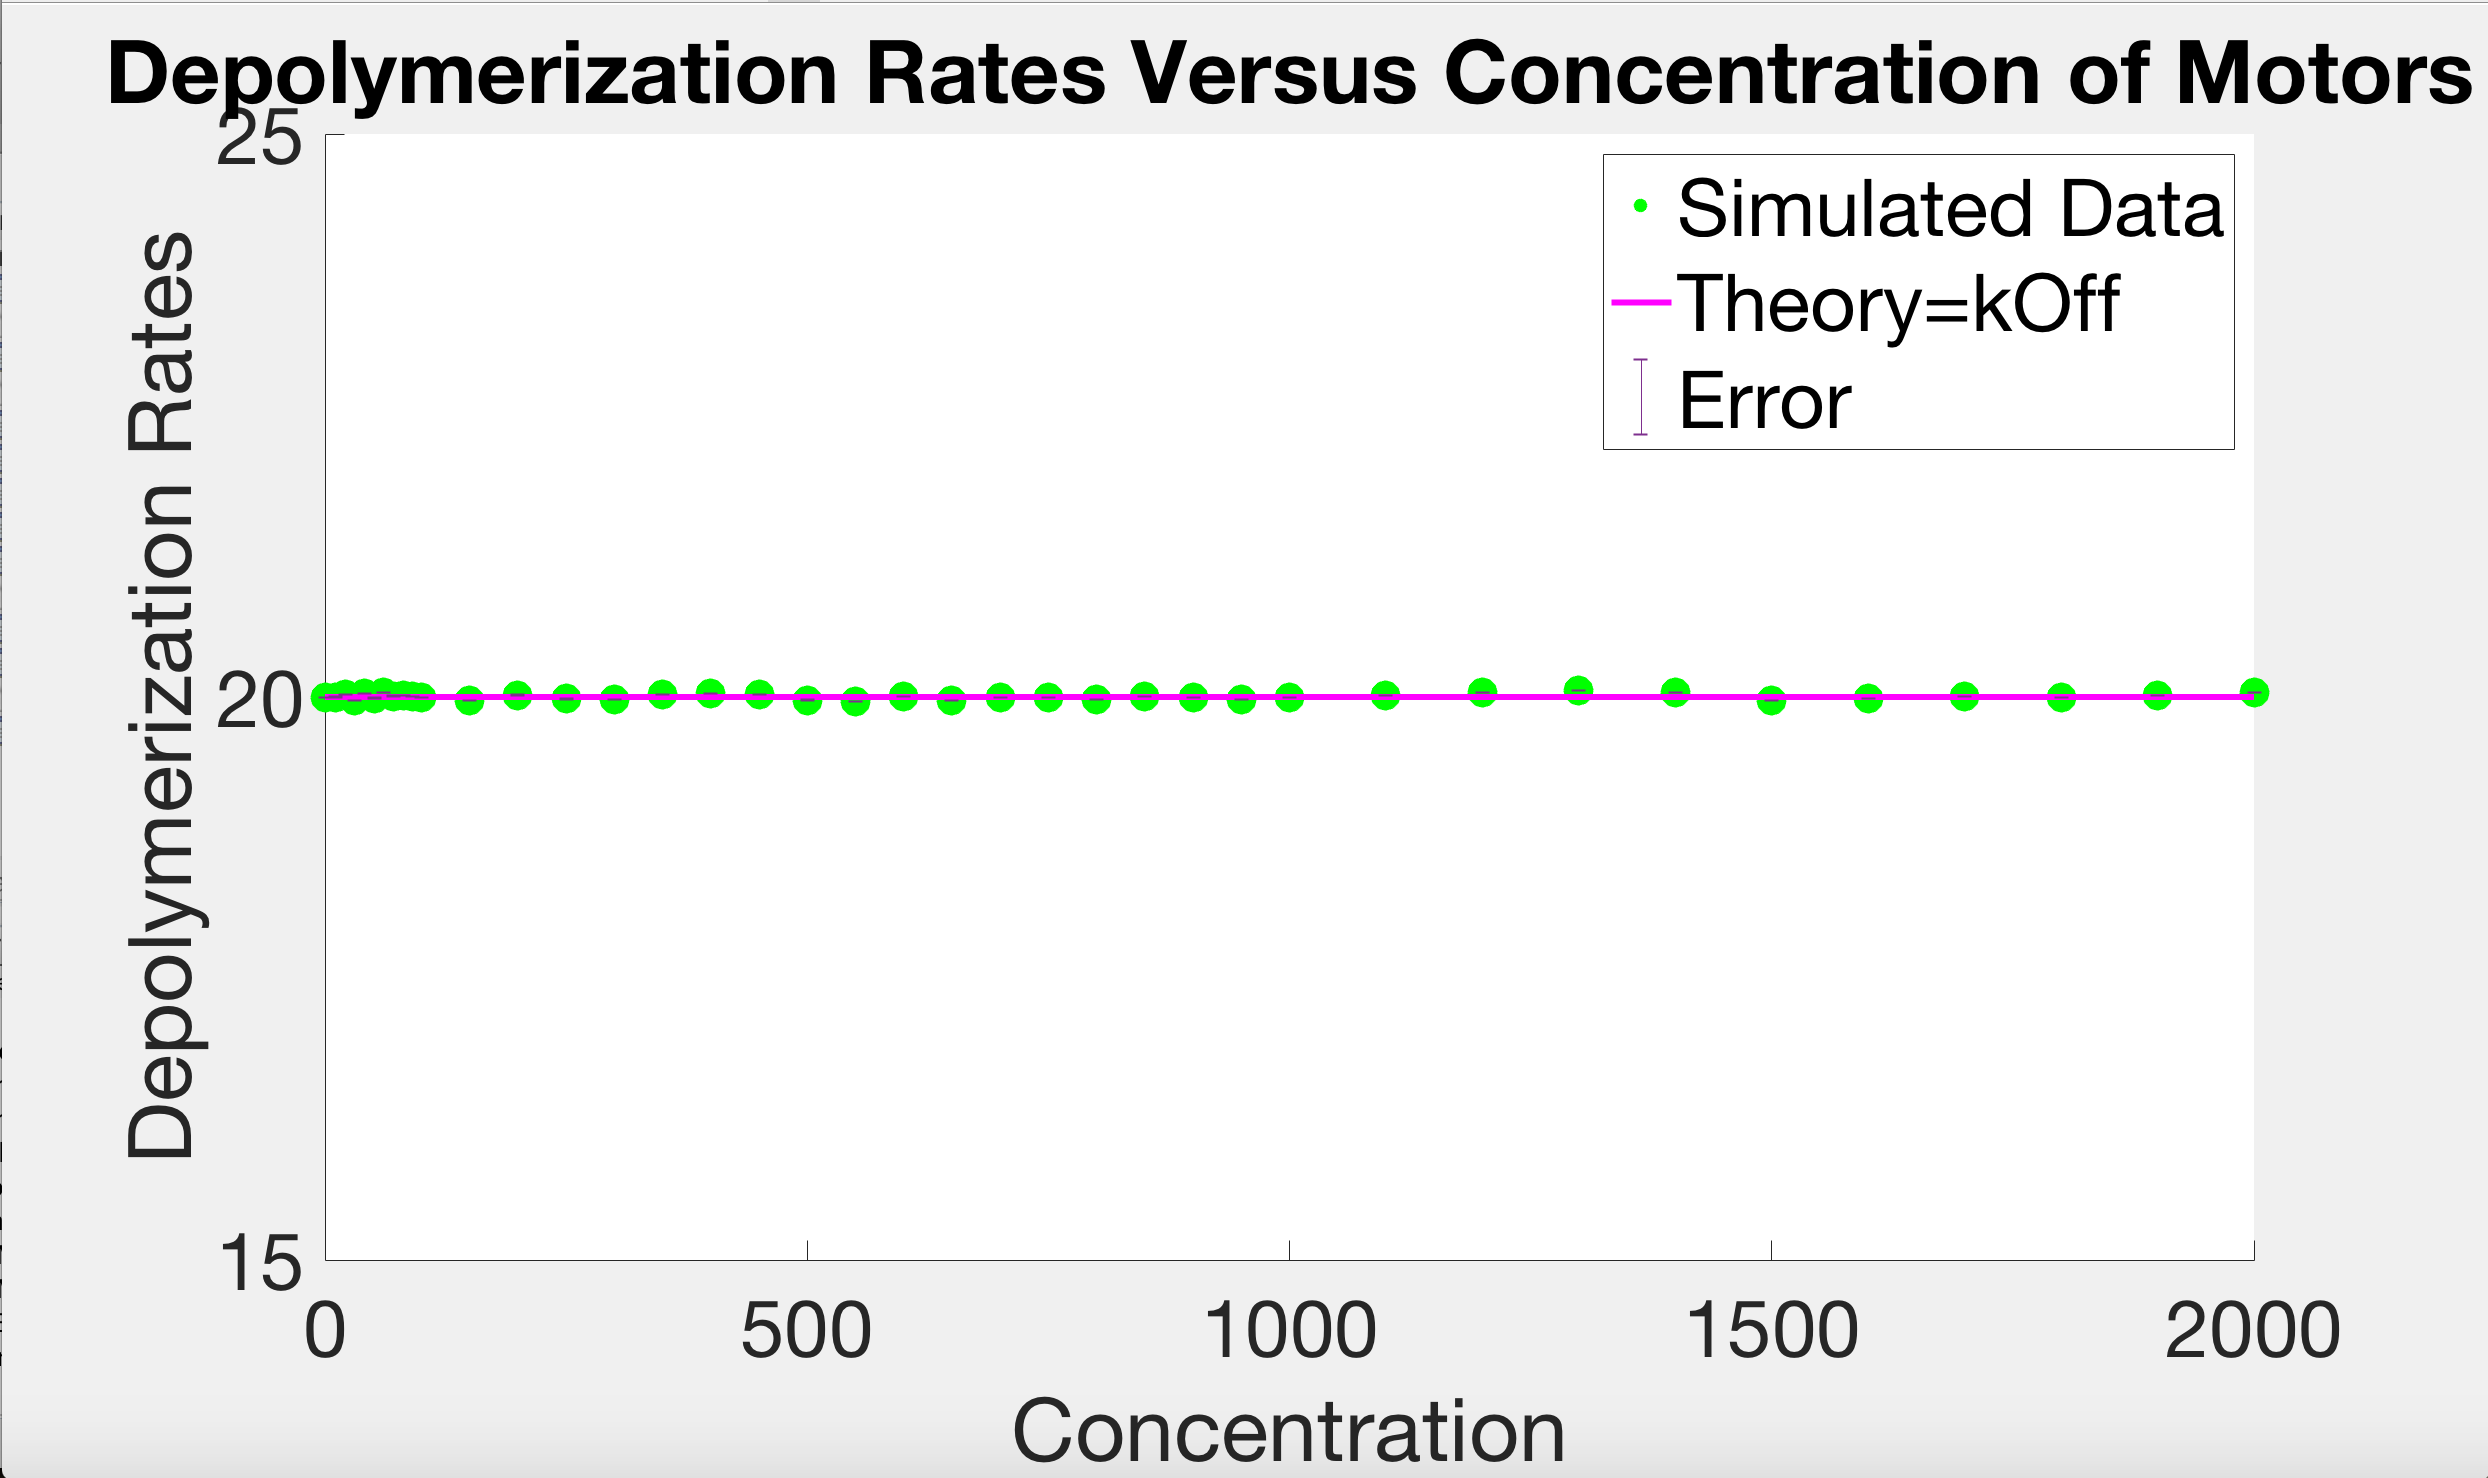 Depolymerization Rates Versus Concentration of Motors
25
20
15
Depolymerization Rates
Simulated Data
Theory=kOff
Error
0 500 1000 1500 2000
Concentration